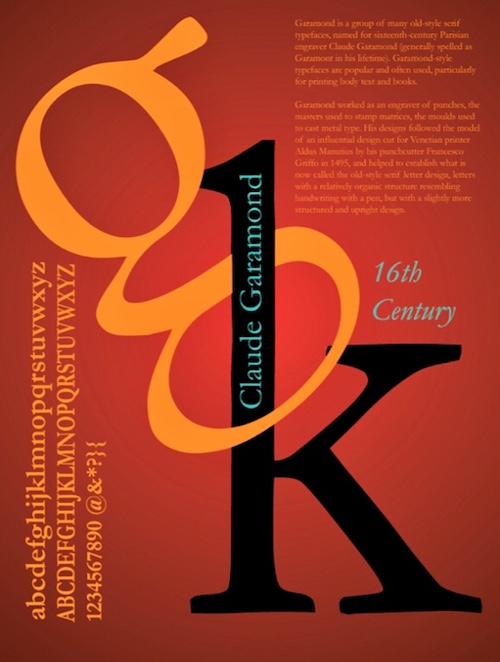 Garamond is a group of many old-style serif
typefaces, named for sixteenth-century Parisian
engraver Claude Garamond (generally spelled as
Garamont in his lifetime). Garamond-style
typefaces are popular and often used, particularly
for printing body text and books.
Garamond worked as an engraver of punches, the
masters used to stamp matrices, the moulds used
to cast metal type. His designs followed the model
of an influential design cut for Venetian printer
Aldus Manutius by his punchcutter Francesco
Griffo in 1495, and helped to establish what is
now called the old-style serif letter design, letters
with a relatively organic structure resembling
handwriting with a pen, but with a slightly more
structured and upright design.
g
k
Claude Garamond
16th
Century
abcdefghijklmnopqrstuvwxyz
ABCDEFGHIJKLMNOPQRSTUVWXYZ
1234567890 @&*?}{